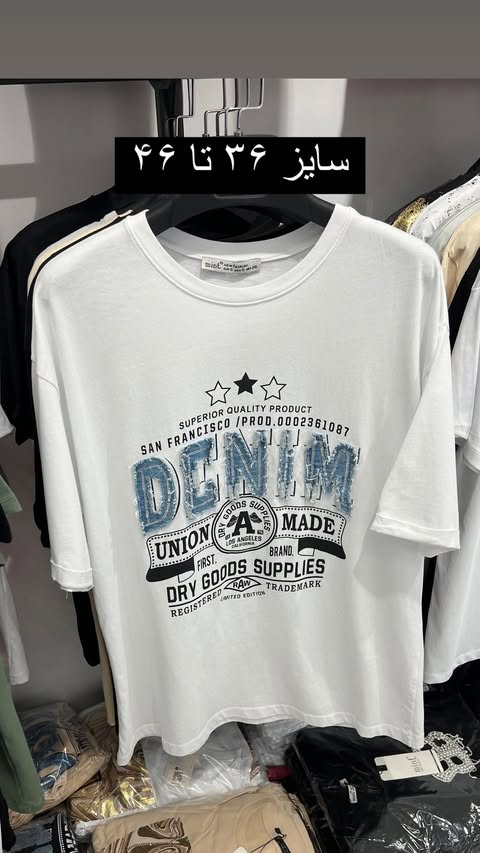 سایز ۳۶ تا ۴۶
SUPERIOR QUALITY PRODUCT
SAN FRANCISCO /PROD.0002361087
DENIM
DRY GOODS SUPPLIES
A
LOS ANGELES
CALIFORNIA
UNION MADE
FIRST. BRAND.
DRY GOODS SUPPLIES
RAW
REGISTERED TRADEMARK
LIMITED EDITION